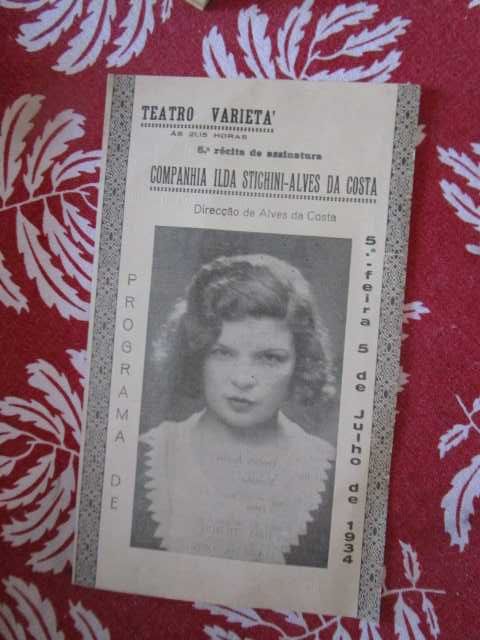 TEATRO VARIETA'
ÁS 21,15 HORAS
5.ª récita de assinatura
COMPANHIA ILDA STICHINI-ALVES DA COSTA
Direcção de Alves da Costa
PROGRAMA DE
5.ª-feira 5 de Julho de 1934